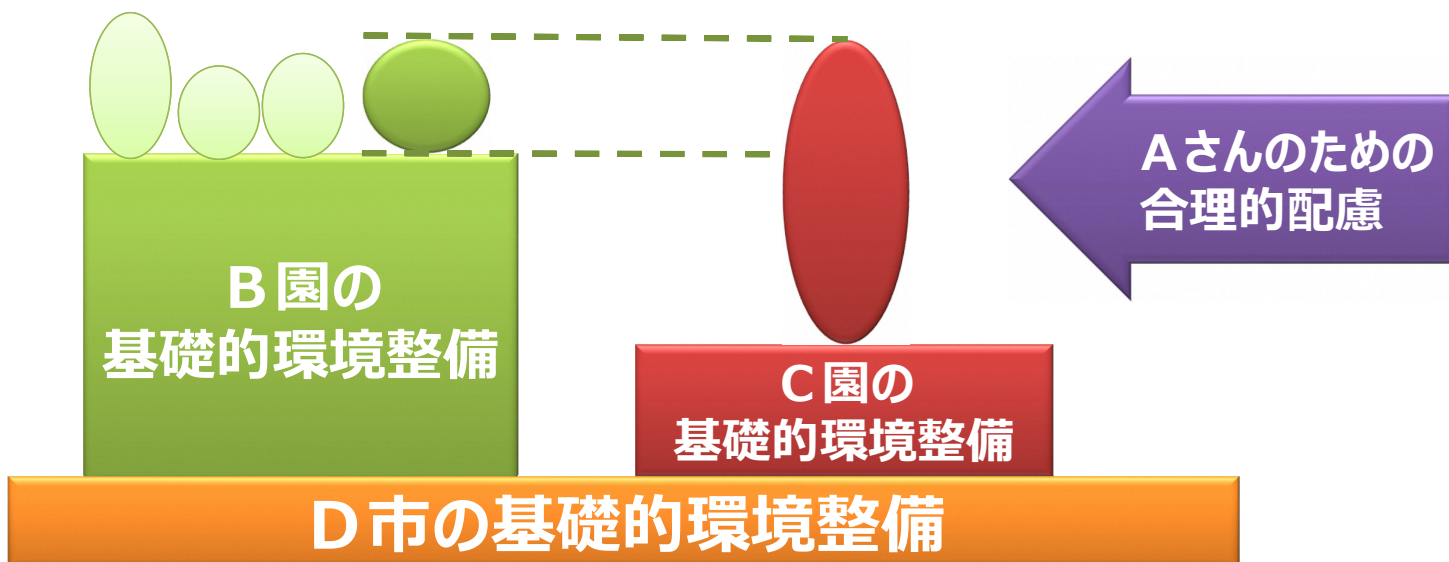 Aさんのための
合理的配慮
B園の
基礎的環境整備
C園の
基礎的環境整備
D市の基礎的環境整備